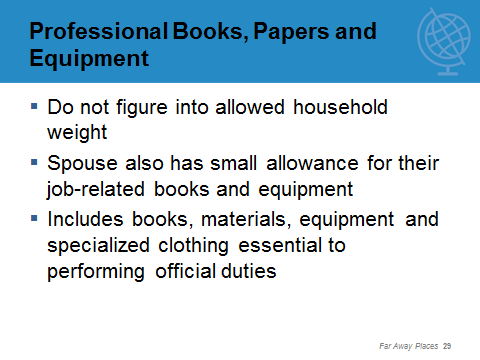 Professional Books, Papers and
Equipment
▪ Do not figure into allowed household
weight
▪ Spouse also has small allowance for their
job-related books and equipment
▪ Includes books, materials, equipment and
specialized clothing essential to
performing official duties
Far Away Places 29